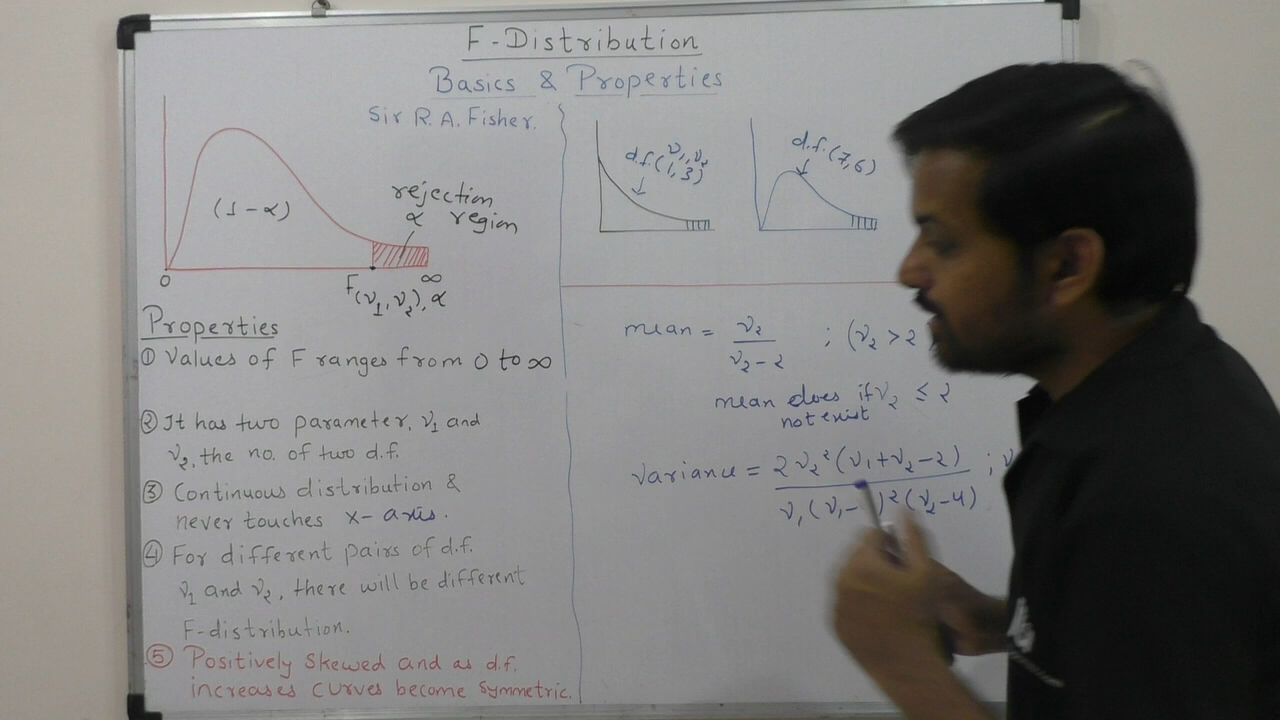 F-Distribution
Basics & Properties
Sir R.A. Fisher.
(1-α)
rejection
α region
0
∞
F(ν₁, ν₂), α
Properties
① Values of F ranges from 0 to ∞
② It has two parameter, ν₁ and
ν₂, the no. of two d.f.
③ Continuous distribution &
never touches x-axis.
④ For different pairs of d.f.
ν₁ and ν₂, there will be different
F-distribution.
⑤ Positively skewed and as d.f.
increases curves become symmetric.
ν₁, ν₂
d.f.(1, 3)
d.f.(7, 6)
mean = ν₂ / ν₂-2 ; (ν₂ > 2
mean does not exist if ν₂ ≤ 2
variance = 2ν₂²(ν₁+ν₂-2) / ν₁(ν₁- )²(ν₂-4) ; ν